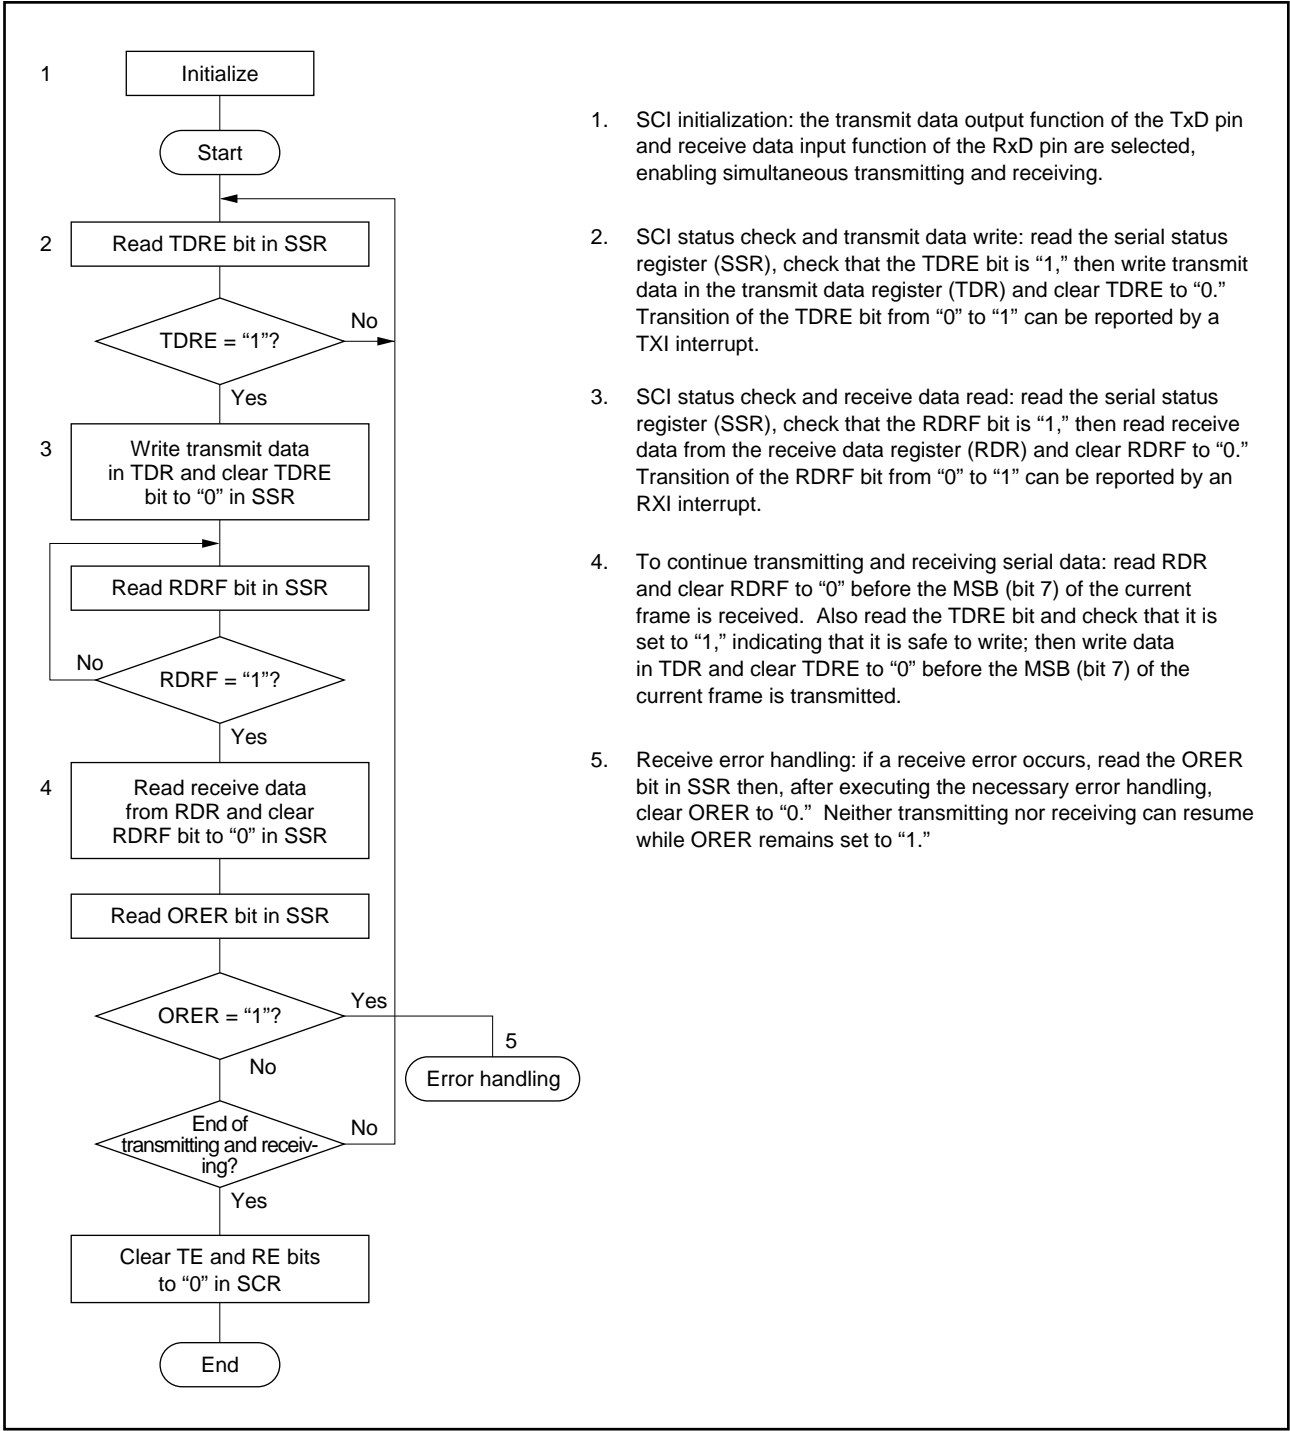 1
Initialize
Start
2
Read TDRE bit in SSR
TDRE = “1”?
No
Yes
3
Write transmit data
in TDR and clear TDRE
bit to “0” in SSR
Read RDRF bit in SSR
No
RDRF = “1”?
Yes
4
Read receive data
from RDR and clear
RDRF bit to “0” in SSR
Read ORER bit in SSR
ORER = “1”?
Yes
5
Error handling
No
End of
transmitting and receiv-
ing?
No
Yes
Clear TE and RE bits
to “0” in SCR
End
1. SCI initialization: the transmit data output function of the TxD pin
and receive data input function of the RxD pin are selected,
enabling simultaneous transmitting and receiving.
2. SCI status check and transmit data write: read the serial status
register (SSR), check that the TDRE bit is “1,” then write transmit
data in the transmit data register (TDR) and clear TDRE to “0.”
Transition of the TDRE bit from “0” to “1” can be reported by a
TXI interrupt.
3. SCI status check and receive data read: read the serial status
register (SSR), check that the RDRF bit is “1,” then read receive
data from the receive data register (RDR) and clear RDRF to “0.”
Transition of the RDRF bit from “0” to “1” can be reported by an
RXI interrupt.
4. To continue transmitting and receiving serial data: read RDR
and clear RDRF to “0” before the MSB (bit 7) of the current
frame is received. Also read the TDRE bit and check that it is
set to “1,” indicating that it is safe to write; then write data
in TDR and clear TDRE to “0” before the MSB (bit 7) of the
current frame is transmitted.
5. Receive error handling: if a receive error occurs, read the ORER
bit in SSR then, after executing the necessary error handling,
clear ORER to “0.” Neither transmitting nor receiving can resume
while ORER remains set to “1.”